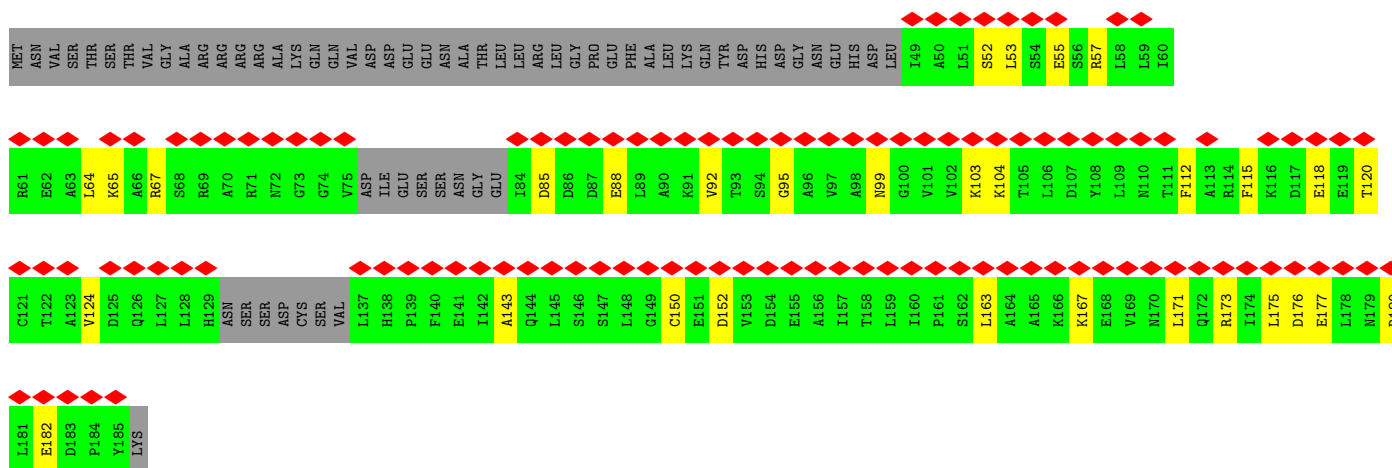 MET ASN VAL SER THR SER THR VAL GLY ALA ARG ARG ARG ARG ALA LYS GLN GLN VAL ASP ASP GLU GLU ASN ALA THR LEU LEU ARG LEU GLY PRO GLU PHE ALA LEU LYS GLN TYR ASP HIS ASP GLY ASN GLU HIS ASP LEU I49 A50 L51 S52 L53 S54 E55 S56 R57 L58 L59 I60
R61 E62 A63 L64 K65 A66 R67 S68 R69 A70 R71 N72 G73 G74 V75 ASP ILE GLU SER SER ASN GLY GLU I84 D85 D86 D87 E88 L89 A90 K91 V92 T93 S94 G95 A96 V97 A98 N99 G100 V101 V102 K103 K104 T105 L106 D107 Y108 L109 N110 T111 F112 A113 R114 F115 K116 D117 E118 E119 T120
C121 T122 A123 V124 D125 Q126 L127 L128 H129 ASN SER SER ASP CYS SER VAL L137 H138 P139 F140 E141 I142 A143 Q144 L145 S146 S147 L148 G149 C150 E151 D152 V153 D154 E155 A156 I157 T158 L159 I160 P161 S162 L163 A164 A165 K166 K167 E168 V169 N170 L171 Q172 R173 I174 L175 D176 E177 L178 N179
L181 E182 D183 P184 Y185 LYS